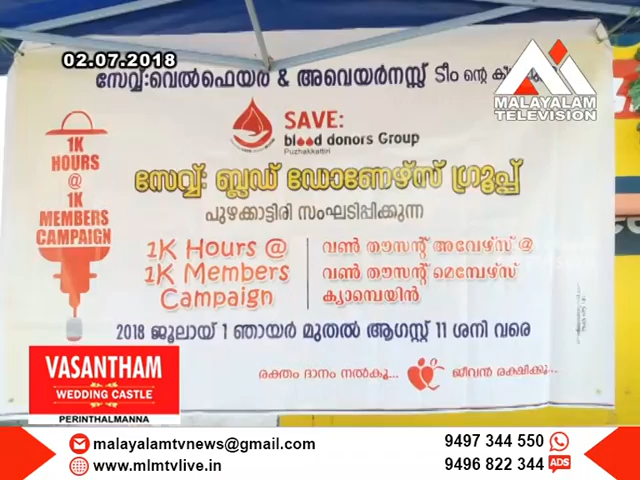 02.07.2018
സേവ്വ്:വെൽഫെയർ & അവെയർനസ്സ് ടീം ന്റെ
MALAYALAM
TELEVISION
SAVE:
blood donors Group
Puzhakkattiri
സേവ്വ്: ബ്ലഡ് ഡോണേഴ്സ് ഗ്രൂപ്പ്
പുഴക്കാട്ടിരി സംഘടിപ്പിക്കുന്ന
1K
HOURS
@
1K
MEMBERS
CAMPAIGN
1K Hours @
1K Members
Campaign
വൺ തൗസന്റ് അവേഴ്സ് @
വൺ തൗസന്റ് മെമ്പേഴ്സ്
ക്യാമ്പെയിൻ
2018 ജൂലായ് 1 ഞായർ മുതൽ ആഗസ്റ്റ് 11 ശനി വരെ
രക്തം ദാനം നൽകൂ... ജീവൻ രക്ഷിക്കൂ...
VASANTHAM
WEDDING CASTLE
PERINTHALMANNA
malayalamtvnews@gmail.com
www.mlmtvlive.in
9497 344 550
9496 822 344 ADS